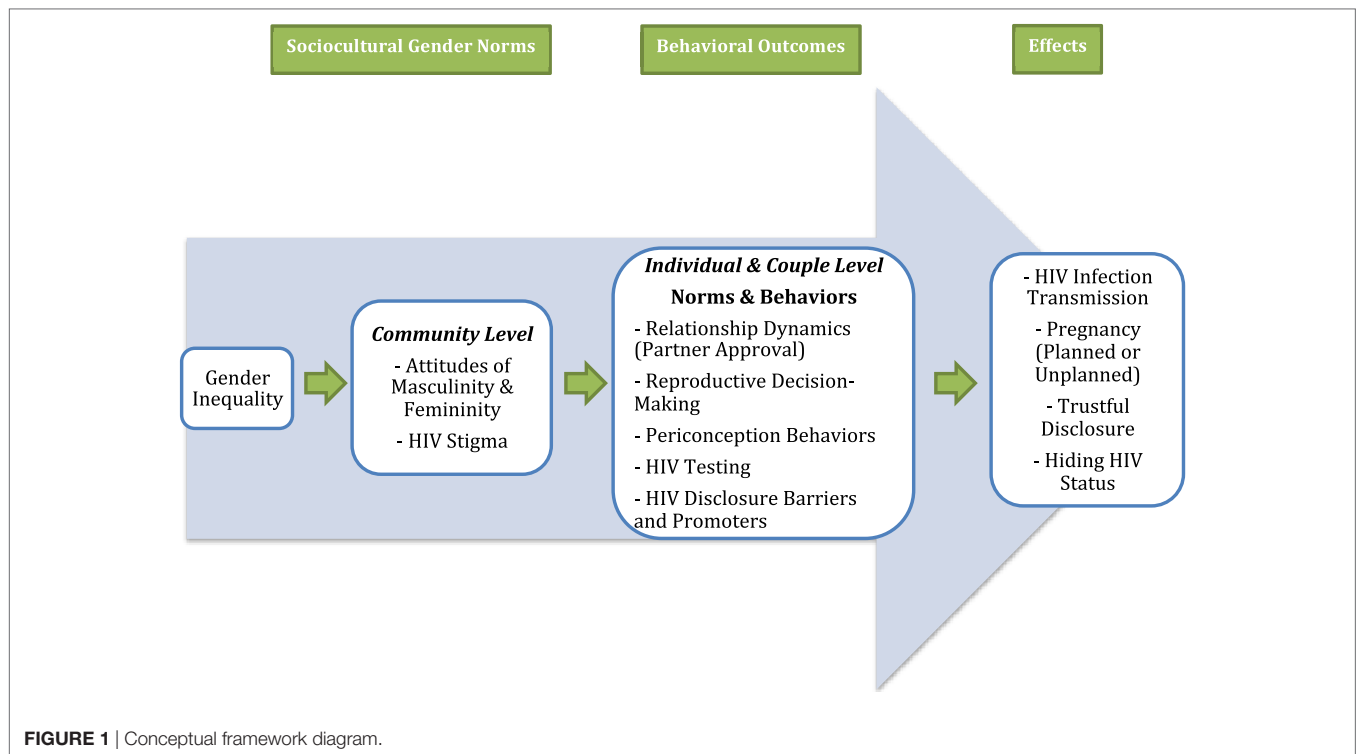 Sociocultural Gender Norms
Behavioral Outcomes
Effects
Gender
Inequality
Community Level
- Attitudes of
Masculinity &
Femininity
- HIV Stigma
Individual & Couple Level
Norms & Behaviors
- Relationship Dynamics
(Partner Approval)
- Reproductive Decision-
Making
- Periconception Behaviors
- HIV Testing
- HIV Disclosure Barriers
and Promoters
- HIV Infection
Transmission
- Pregnancy
(Planned or
Unplanned)
- Trustful
Disclosure
- Hiding HIV
Status
FIGURE 1 | Conceptual framework diagram.